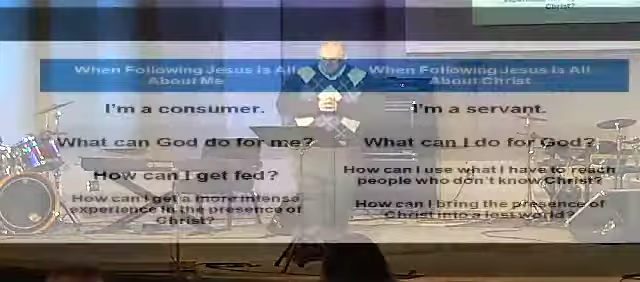 Christ?
When Following Jesus Is All
About Me
When Following Jesus Is All
About Christ
I'm a consumer.
I'm a servant.
What can God do for me?
What can I do for God?
How can I get fed?
How can I use what I have to reach
people who don't know Christ?
How can I get a more intense
experience in the presence of
Christ?
How can I bring the presence of
Christ into a lost world?